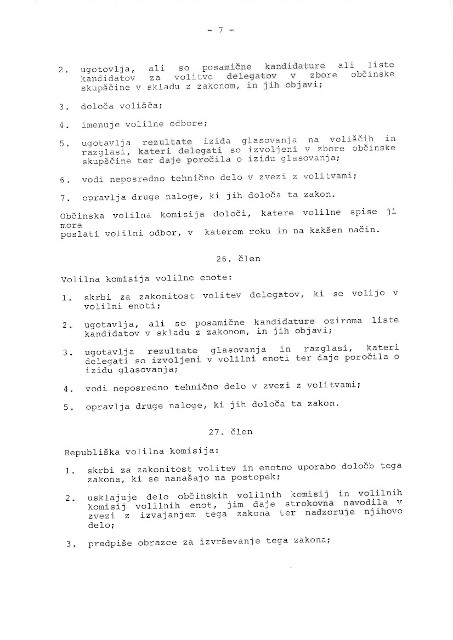 - 7 -
2. ugotovlja, ali so posamične kandidature ali liste
kandidatov za volitve delegatov v zbore občinske
skupščine v skladu z zakonom, in jih objavi;
3. določa volišča;
4. imenuje volilne odbore;
5. ugotavlja rezultate izida glasovanja na voliščih in
razglasi, kateri delegati so izvoljeni v zbore občinske
skupščine ter daje poročila o izidu glasovanja;
6. vodi neposredno tehnično delo v zvezi z volitvami;
7. opravlja druge naloge, ki jih določa ta zakon.
Občinska volilna komisija določi, katere volilne spise ji
mora
poslati volilni odbor, v katerem roku in na kakšen način.
26. člen
Volilna komisija volilne enote:
1. skrbi za zakonitost volitev delegatov, ki se volijo v
volilni enoti;
2. ugotavlja, ali so posamične kandidature oziroma liste
kandidatov v skladu z zakonom, in jih objavi;
3. ugotavlja rezultate glasovanja in razglasi, kateri
delegati so izvoljeni v volilni enoti ter daje poročila o
izidu glasovanja;
4. vodi neposredno tehnično delo v zvezi z volitvami;
5. opravlja druge naloge, ki jih določa ta zakon.
27. člen
Republiška volilna komisija:
1. skrbi za zakonitost volitev in enotno uporabo določb tega
zakona, ki se nanašajo na postopek;
2. usklajuje delo občinskih volilnih komisij in volilnih
komisij volilnih enot, jim daje strokovna navodila v
zvezi z izvajanjem tega zakona ter nadzoruje njihovo
delo;
3. predpiše obrazce za izvrševanje tega zakona;